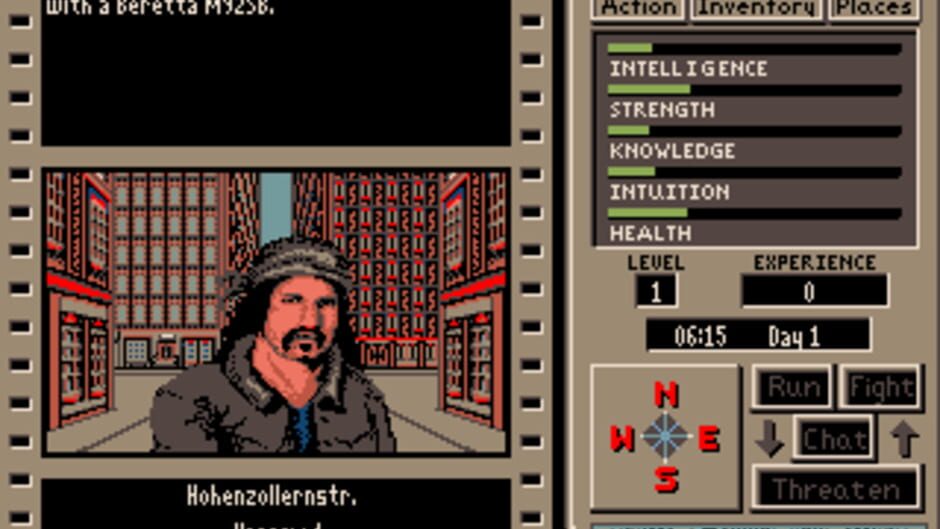 with a Beretta M92SB.
Action Inventory Places
INTELLIGENCE
STRENGTH
KNOWLEDGE
INTUITION
HEALTH
LEVEL EXPERIENCE
1 0
06:15 Day 1
N
W E
S
Run Fight
Chat
Threaten
Hohenzollernstr.